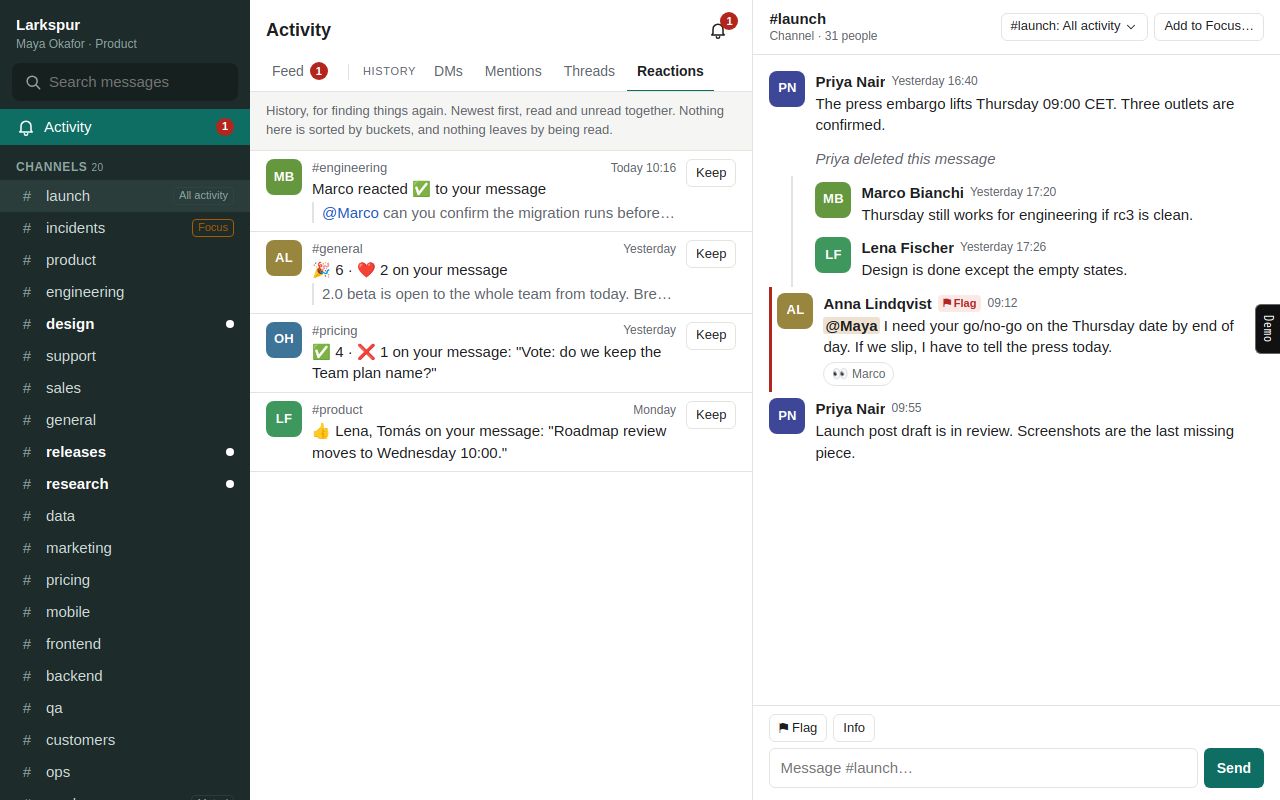 Larkspur
Maya Okafor · Product
Search messages
Activity 1
CHANNELS 20
# launch All activity
# incidents Focus
# product
# engineering
# design
# support
# sales
# general
# releases
# research
# data
# marketing
# pricing
# mobile
# frontend
# backend
# qa
# customers
# ops
Activity 1
Feed 1 HISTORY DMs Mentions Threads Reactions
History, for finding things again. Newest first, read and unread together. Nothing
here is sorted by buckets, and nothing leaves by being read.
MB #engineering Today 10:16 Keep
Marco reacted ✅ to your message
@Marco can you confirm the migration runs before…
AL #general Yesterday Keep
🎉 6 · ❤️ 2 on your message
2.0 beta is open to the whole team from today. Bre…
OH #pricing Yesterday Keep
✅ 4 · ❌ 1 on your message: "Vote: do we keep the
Team plan name?"
LF #product Monday Keep
👍 Lena, Tomás on your message: "Roadmap review
moves to Wednesday 10:00."
#launch
Channel · 31 people
#launch: All activity
Add to Focus…
PN Priya Nair Yesterday 16:40
The press embargo lifts Thursday 09:00 CET. Three outlets are
confirmed.
Priya deleted this message
MB Marco Bianchi Yesterday 17:20
Thursday still works for engineering if rc3 is clean.
LF Lena Fischer Yesterday 17:26
Design is done except the empty states.
AL Anna Lindqvist Flag 09:12
@Maya I need your go/no-go on the Thursday date by end of
day. If we slip, I have to tell the press today.
👀 Marco
PN Priya Nair 09:55
Launch post draft is in review. Screenshots are the last missing
piece.
Demo
Flag Info
Message #launch…
Send